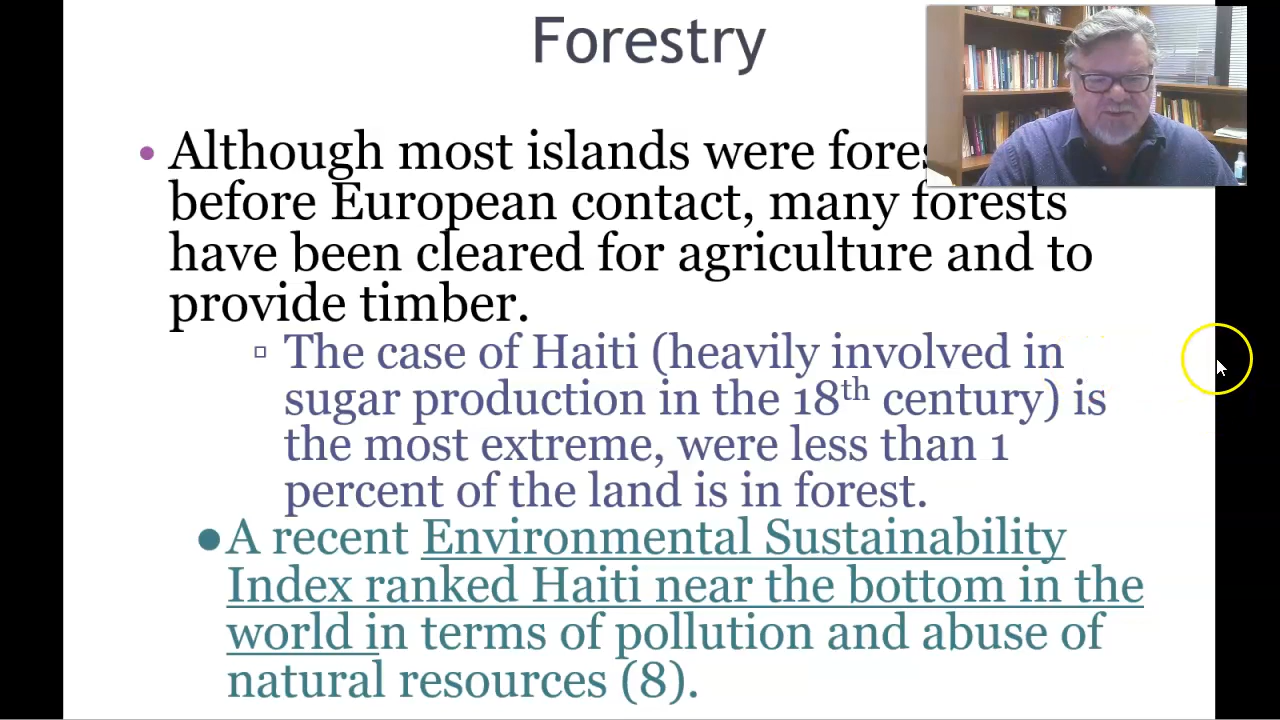 Forestry
• Although most islands were
before European contact, many forests
have been cleared for agriculture and to
provide timber.
▫ The case of Haiti (heavily involved in
sugar production in the 18th century) is
the most extreme, were less than 1
percent of the land is in forest.
● A recent Environmental Sustainability
Index ranked Haiti near the bottom in the
world in terms of pollution and abuse of
natural resources (8).